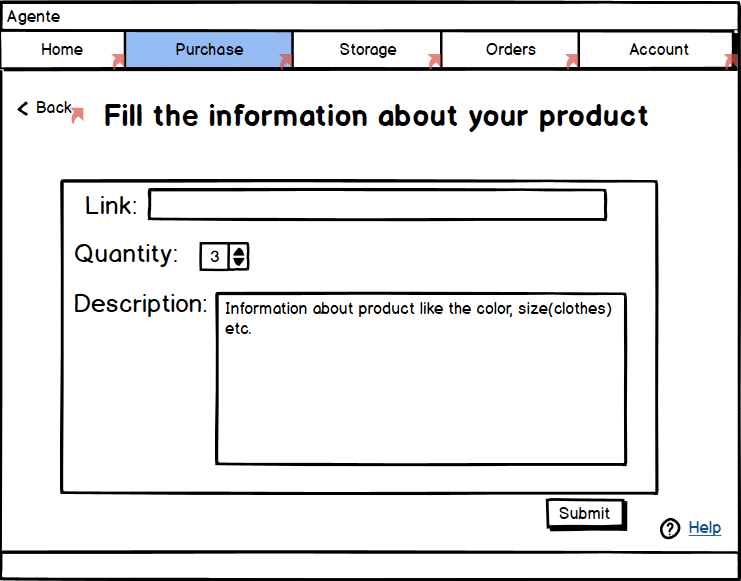 Agente
Home Purchase Storage Orders Account
Back
Fill the information about your product
Link:
Quantity: 3
Description: Information about product like the color, size(clothes)
etc.
Submit
? Help